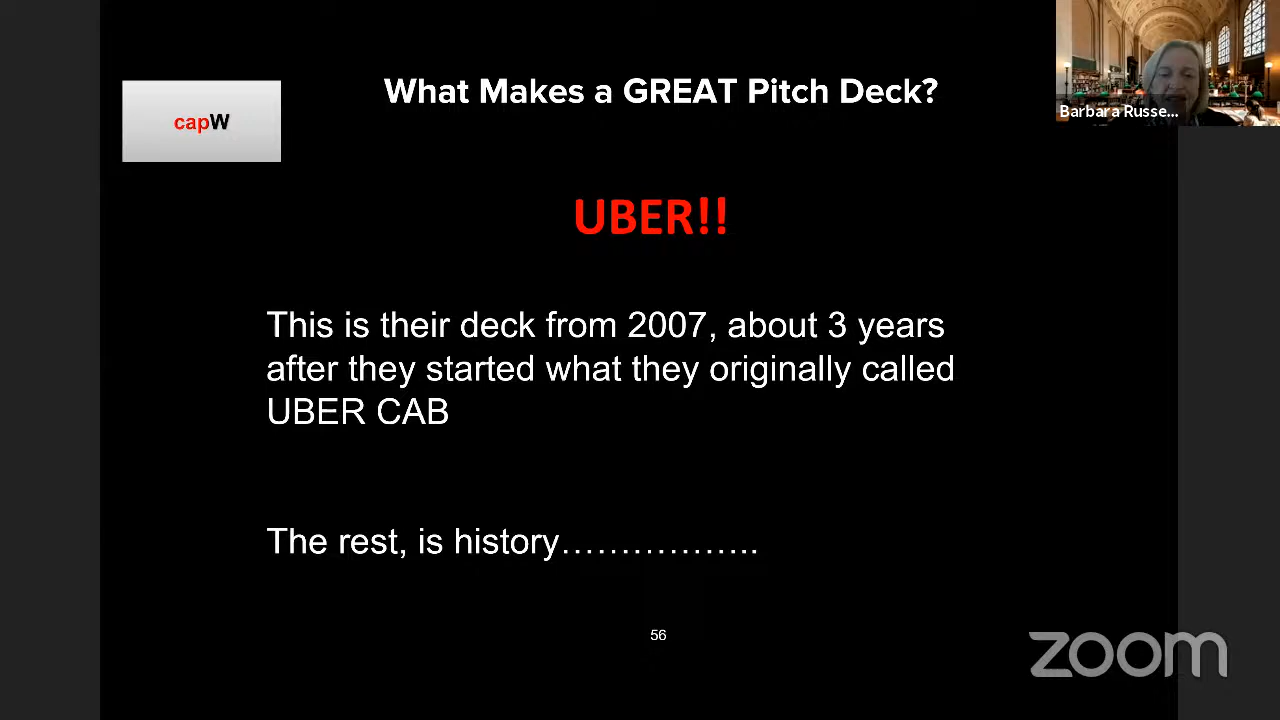 What Makes a GREAT Pitch Deck?
capW
Barbara Russe...
UBER!!
This is their deck from 2007, about 3 years
after they started what they originally called
UBER CAB
The rest, is history……………..
56
zoom